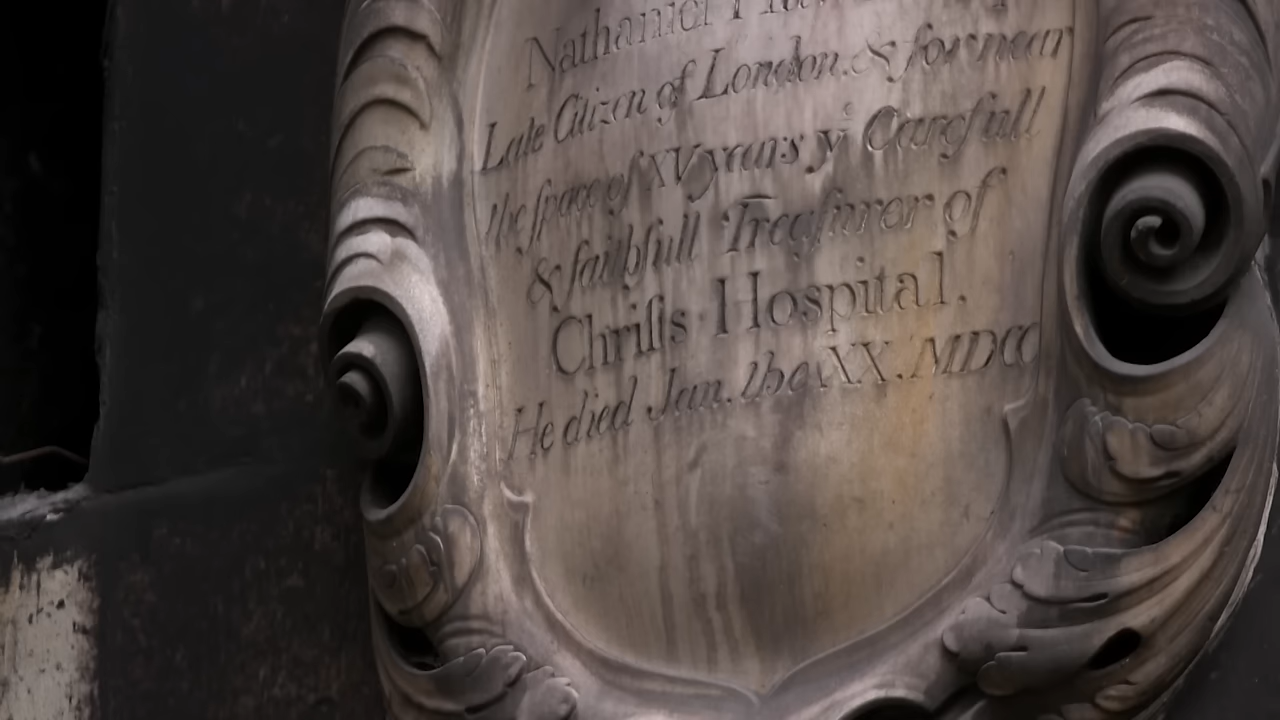 Nathaniel
Late Citizen of London. & for near
the ſpace of XV years yͤ Carefull
& faithfull Treaſurer of
Chriſts Hospital.
He died Jan. the XX. MDCC